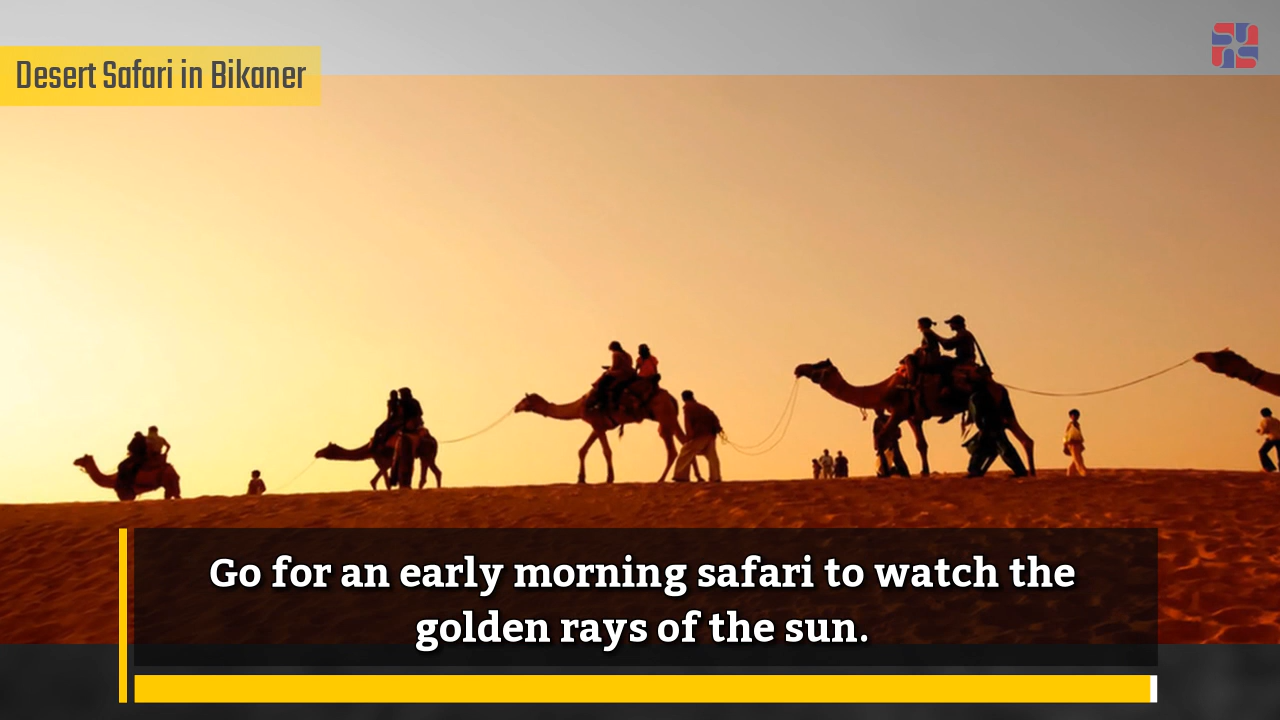 Desert Safari in Bikaner
Go for an early morning safari to watch the
golden rays of the sun.